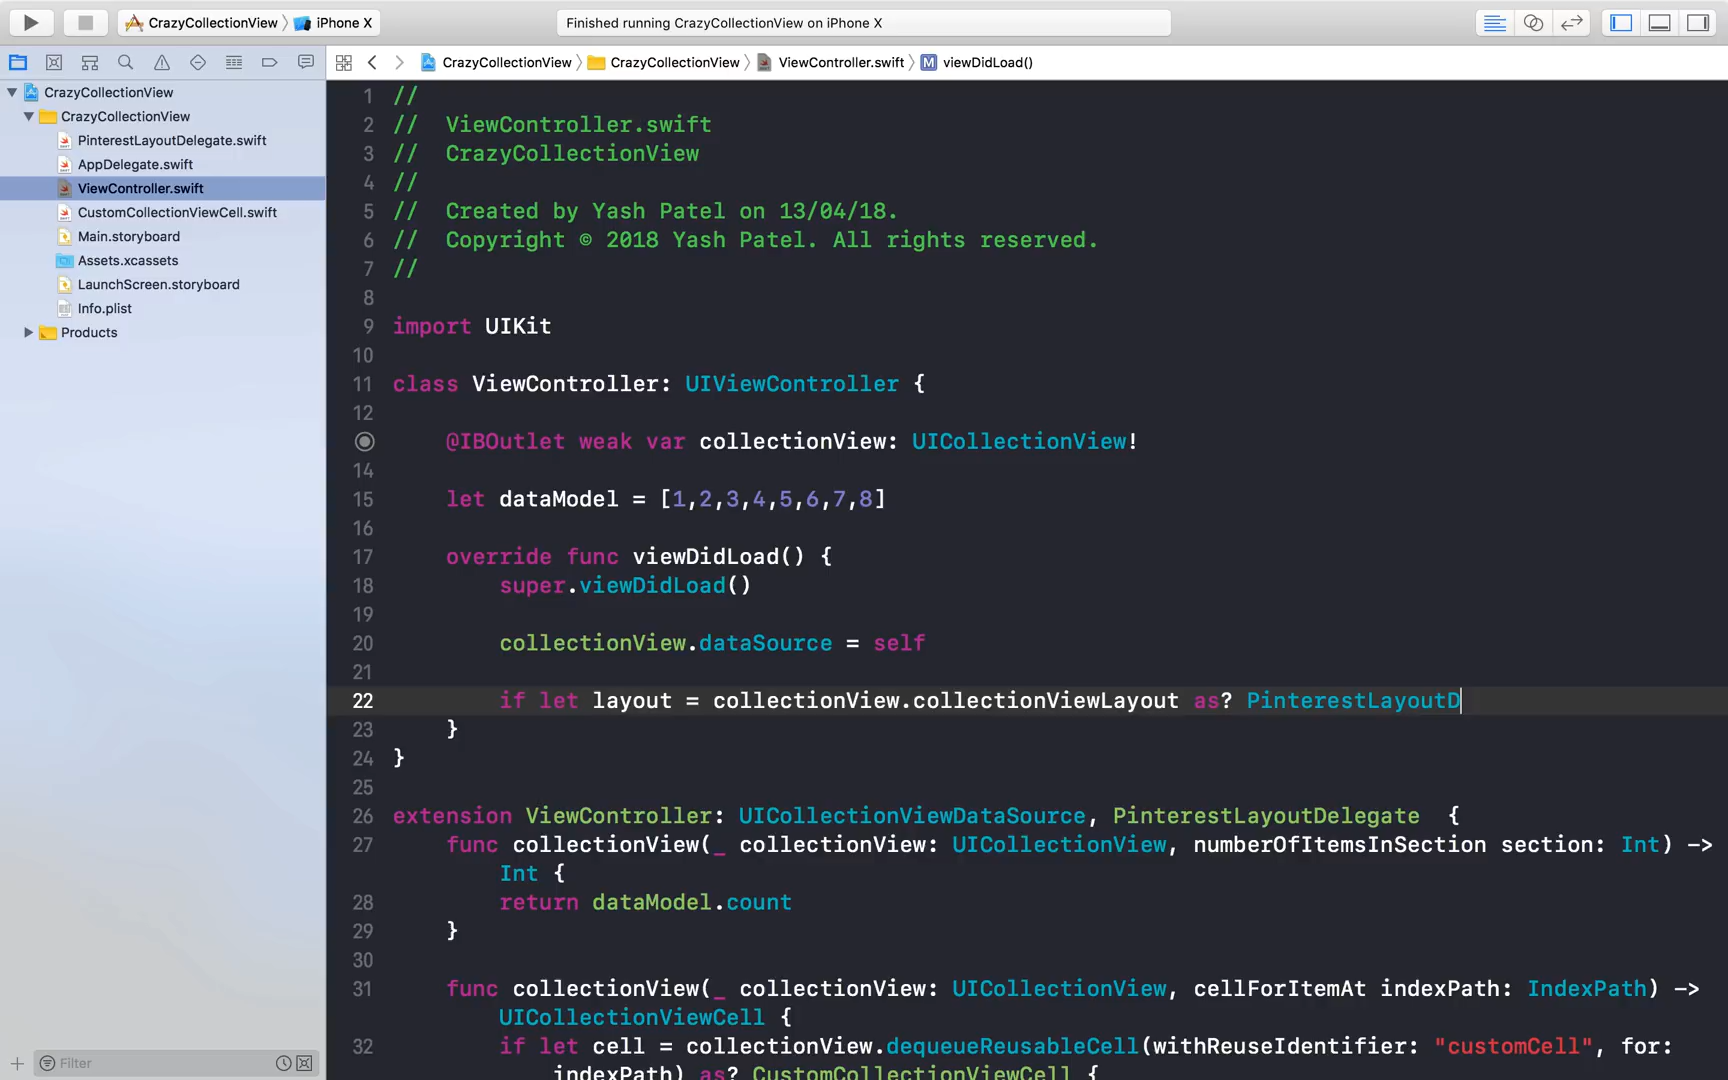 CrazyCollectionView
iPhone X
Finished running CrazyCollectionView on iPhone X
CrazyCollectionView
CrazyCollectionView
ViewController.swift
M
viewDidLoad()
CrazyCollectionView
CrazyCollectionView
PinterestLayoutDelegate.swift
AppDelegate.swift
ViewController.swift
CustomCollectionViewCell.swift
Main.storyboard
Assets.xcassets
LaunchScreen.storyboard
Info.plist
Products
Filter
1 //
2 //  ViewController.swift
3 //  CrazyCollectionView
4 //
5 //  Created by Yash Patel on 13/04/18.
6 //  Copyright © 2018 Yash Patel. All rights reserved.
7 //
8
9 import UIKit
10
11 class ViewController: UIViewController {
12
@IBOutlet weak var collectionView: UICollectionView!
14
15 let dataModel = [1,2,3,4,5,6,7,8]
16
17 override func viewDidLoad() {
18 super.viewDidLoad()
19
20 collectionView.dataSource = self
21
22 if let layout = collectionView.collectionViewLayout as? PinterestLayoutD
23 }
24 }
25
26 extension ViewController: UICollectionViewDataSource, PinterestLayoutDelegate  {
27 func collectionView(_ collectionView: UICollectionView, numberOfItemsInSection section: Int) ->
Int {
28 return dataModel.count
29 }
30
31 func collectionView(_ collectionView: UICollectionView, cellForItemAt indexPath: IndexPath) ->
UICollectionViewCell {
32 if let cell = collectionView.dequeueReusableCell(withReuseIdentifier: "customCell", for:
indexPath) as? CustomCollectionViewCell {